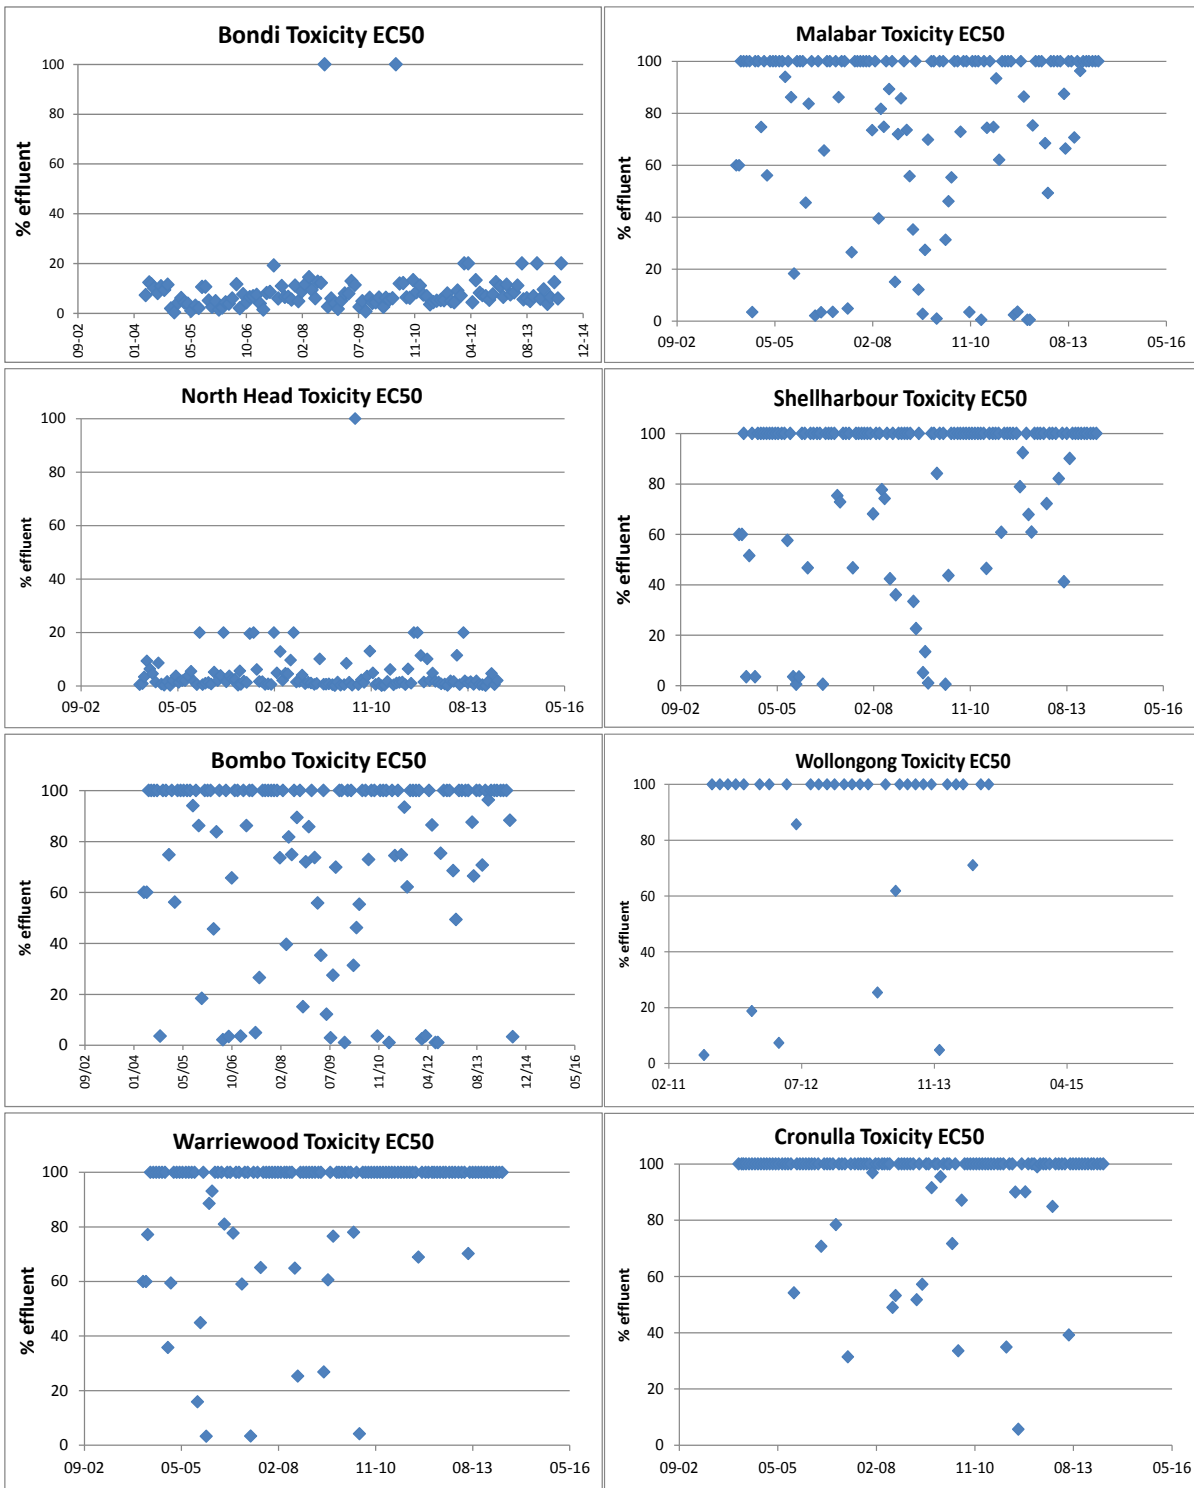 Bondi Toxicity EC50
% effluent
100
80
60
40
20
0
09-02 01-04 05-05 10-06 02-08 07-09 11-10 04-12 08-13 12-14
Malabar Toxicity EC50
% effluent
100
80
60
40
20
0
09-02 05-05 02-08 11-10 08-13 05-16
North Head Toxicity EC50
% effluent
100
80
60
40
20
0
09-02 05-05 02-08 11-10 08-13 05-16
Shellharbour Toxicity EC50
% effluent
100
80
60
40
20
0
09-02 05-05 02-08 11-10 08-13 05-16
Bombo Toxicity EC50
% effluent
100
80
60
40
20
0
09/02 01/04 05/05 10/06 02/08 07/09 11/10 04/12 08/13 12/14 05/16
Wollongong Toxicity EC50
% effluent
100
80
60
40
20
0
02-11 07-12 11-13 04-15
Warriewood Toxicity EC50
% effluent
100
80
60
40
20
0
09-02 05-05 02-08 11-10 08-13 05-16
Cronulla Toxicity EC50
% effluent
100
80
60
40
20
0
09-02 05-05 02-08 11-10 08-13 05-16